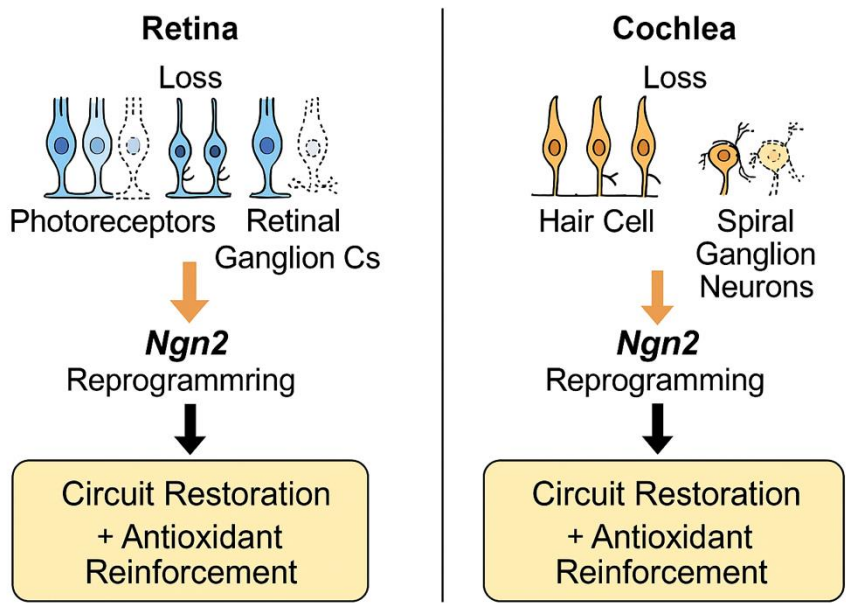 Retina
Loss
Photoreceptors
Retinal
Ganglion Cs
Ngn2
Reprogrammring
Circuit Restoration
+ Antioxidant
Reinforcement
Cochlea
Loss
Hair Cell
Spiral
Ganglion
Neurons
Ngn2
Reprogramming
Circuit Restoration
+ Antioxidant
Reinforcement